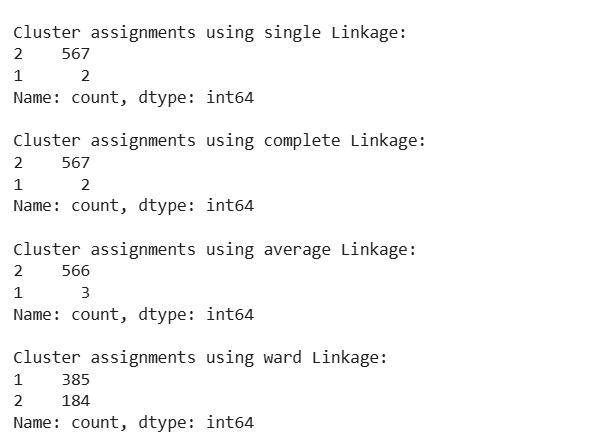 Cluster assignments using single Linkage:
2    567
1      2
Name: count, dtype: int64

Cluster assignments using complete Linkage:
2    567
1      2
Name: count, dtype: int64

Cluster assignments using average Linkage:
2    566
1      3
Name: count, dtype: int64

Cluster assignments using ward Linkage:
1    385
2    184
Name: count, dtype: int64